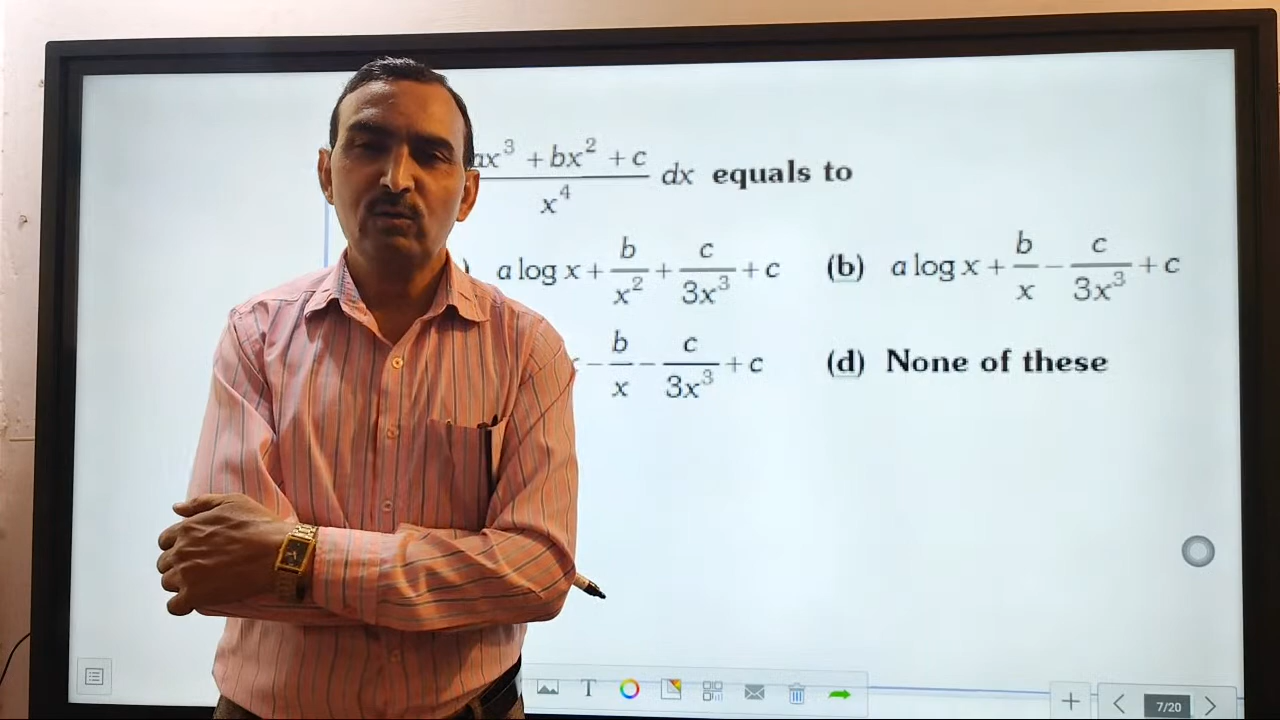 ax³ + bx² + c / x⁴ dx equals to
) a log x + b/x² + c/3x³ + c (b) a log x + b/x − c/3x³ + c
− b/x − c/3x³ + c (d) None of these
T
7/20